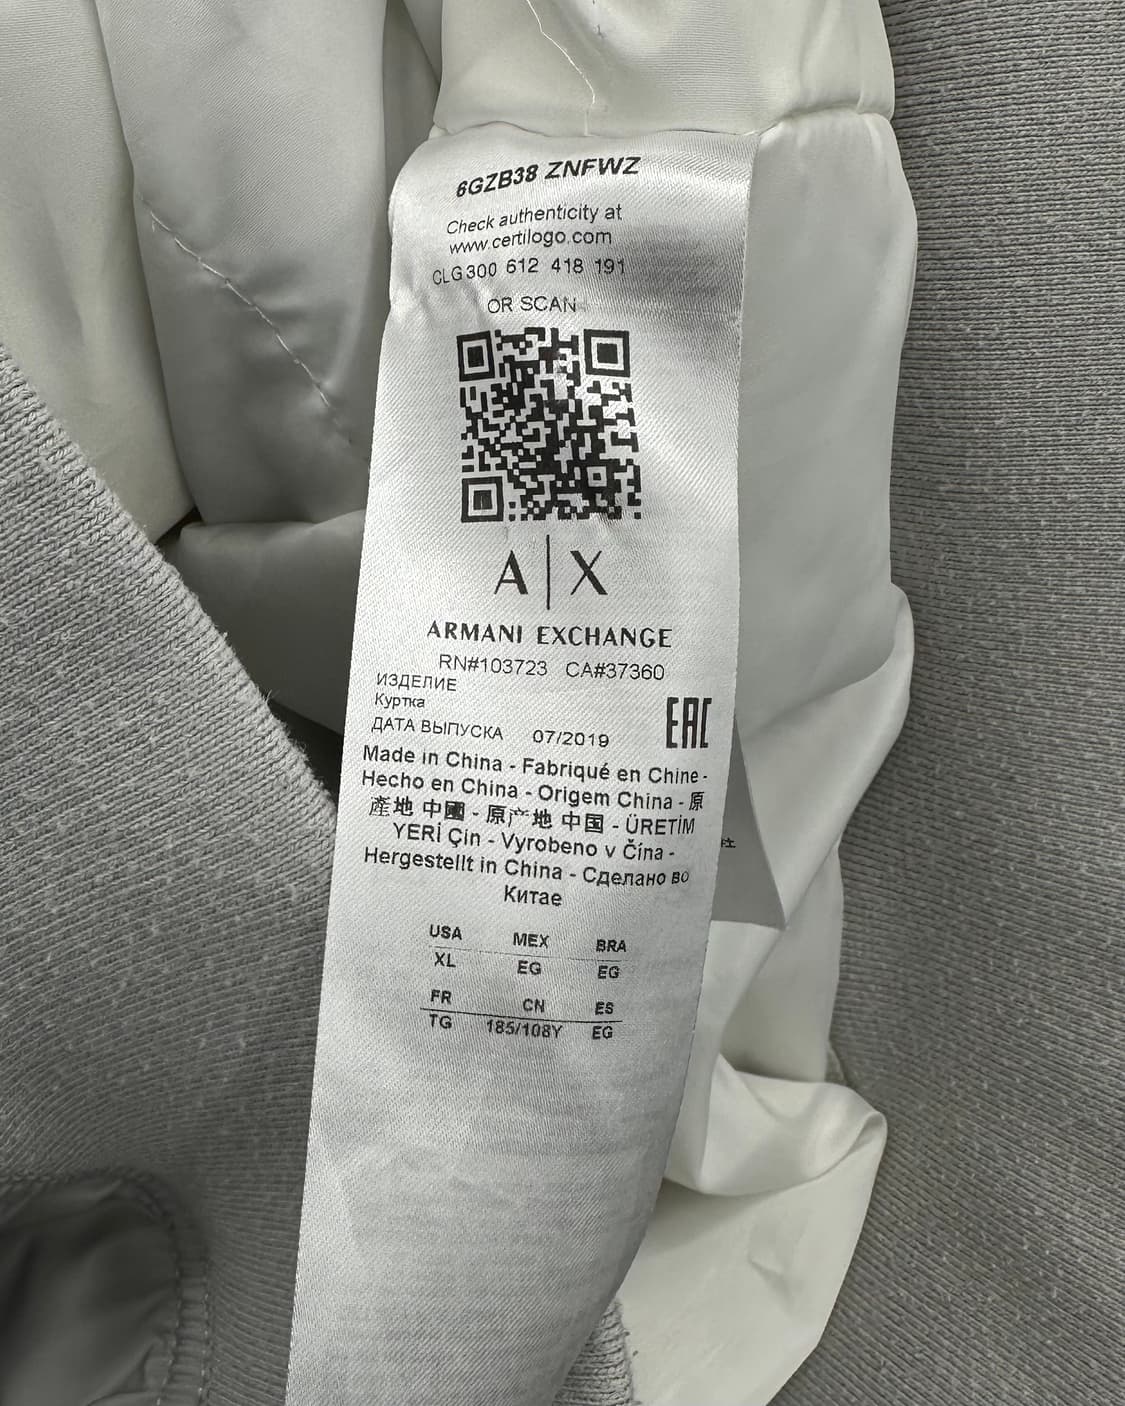 6GZB38 ZNFWZ
Check authenticity at
www.certilogo.com
CLG300 612 418 191
OR SCAN
A|X
ARMANI EXCHANGE
RN#103723 CA#37360
ИЗДЕЛИЕ
Куртка
ДАТА ВЫПУСКА 07/2019
EAC
Made in China - Fabriqué en Chine -
Hecho en China - Origem China - 原
產地 中國 - 原产地 中国 - ÜRETİM
YERİ Çin - Vyrobeno v Čína -
Hergestellt in China - Сделано во
Китае
USA MEX BRA
XL EG EG
FR CN ES
TG 185/108Y EG